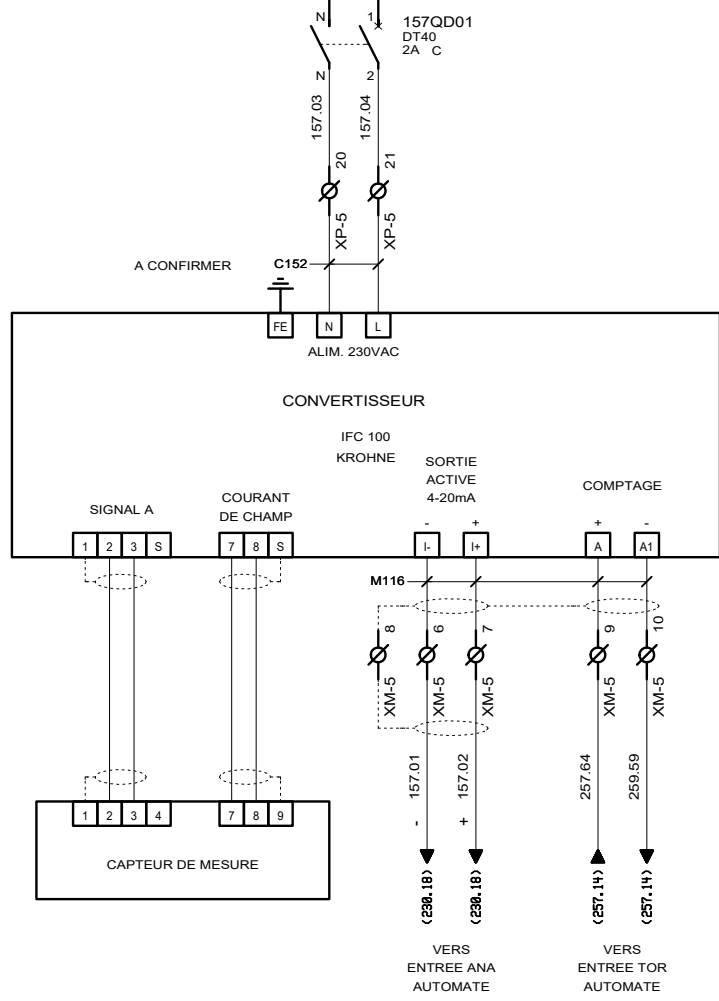 N 1
157QD01
DT40
2A C
N 2
157.03 157.04
20 21
XP-5 XP-5
A CONFIRMER C152
FE N L
ALIM. 230VAC
CONVERTISSEUR
IFC 100
KROHNE
SORTIE
ACTIVE
4-20mA
COMPTAGE
SIGNAL A
COURANT
DE CHAMP
- + + -
1 2 3 S 7 8 S I- I+ A A1
M116
8 6 7 9 10
XM-5 XM-5 XM-5 XM-5 XM-5
157.01 157.02 257.64 259.59
- +
1 2 3 4 7 8 9
CAPTEUR DE MESURE
(230.18) (230.18) (257.14) (257.14)
VERS
ENTREE ANA
AUTOMATE
VERS
ENTREE TOR
AUTOMATE